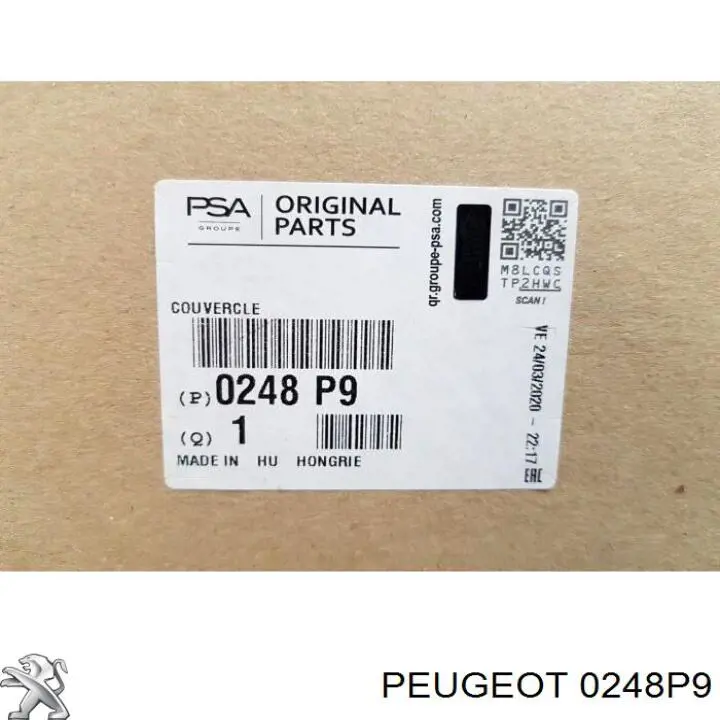 PSA
GROUPE
ORIGINAL
PARTS
qr.groupe-psa.com
M8LCQS
TP2HWC
SCAN!
COUVERCLE
(P) 0248 P9
(Q) 1
MADE IN HU HONGRIE
VE 24/03/2020 - 22:17
EAC
PEUGEOT 0248P9